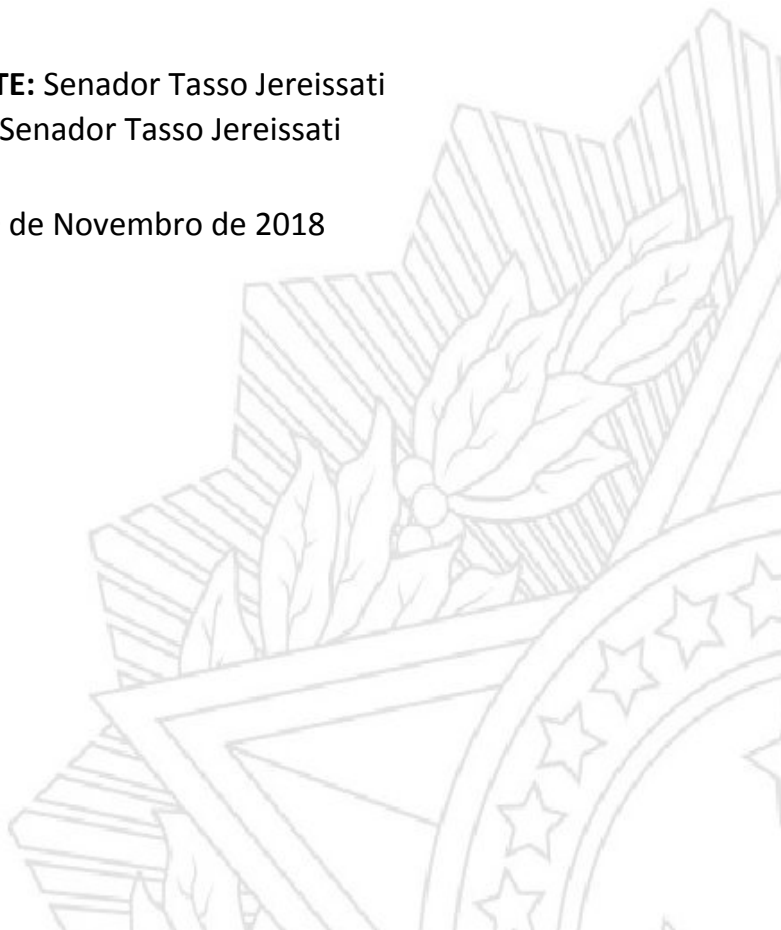 TE: Senador Tasso Jereissati
Senador Tasso Jereissati
de Novembro de 2018